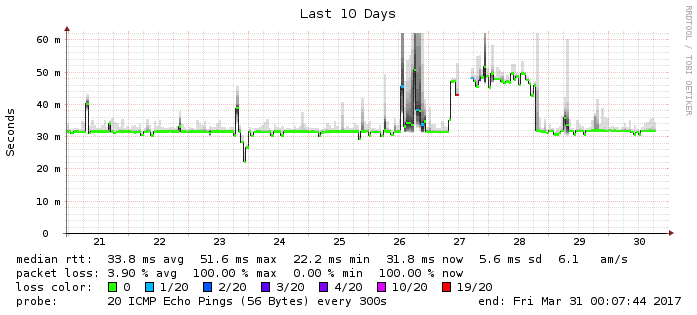 Last 10 Days
RRDTOOL / TOBI OETIKER
Seconds
60 m
50 m
40 m
30 m
20 m
10 m
0
21 22 23 24 25 26 27 28 29 30
median rtt: 33.8 ms avg 51.6 ms max 22.2 ms min 31.8 ms now 5.6 ms sd 6.1 am/s
packet loss: 3.90 % avg 100.00 % max 0.00 % min 100.00 % now
loss color: 0 1/20 2/20 3/20 4/20 10/20 19/20
probe: 20 ICMP Echo Pings (56 Bytes) every 300s end: Fri Mar 31 00:07:44 2017